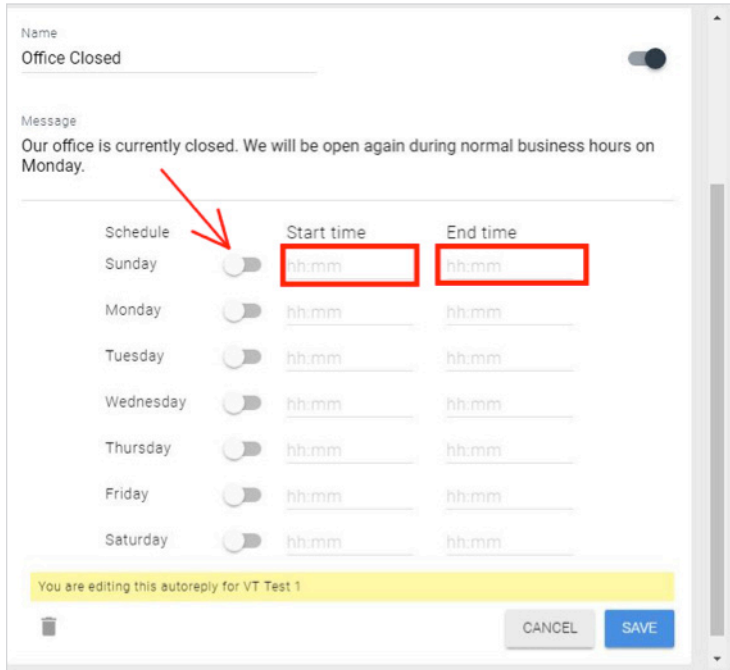 Name
Office Closed
Message
Our office is currently closed. We will be open again during normal business hours on
Monday.
Schedule Start time End time
Sunday hh:mm hh:mm
Monday hh:mm hh:mm
Tuesday hh:mm hh:mm
Wednesday hh:mm hh:mm
Thursday hh:mm hh:mm
Friday hh:mm hh:mm
Saturday hh:mm hh:mm
You are editing this autoreply for VT Test 1
CANCEL SAVE